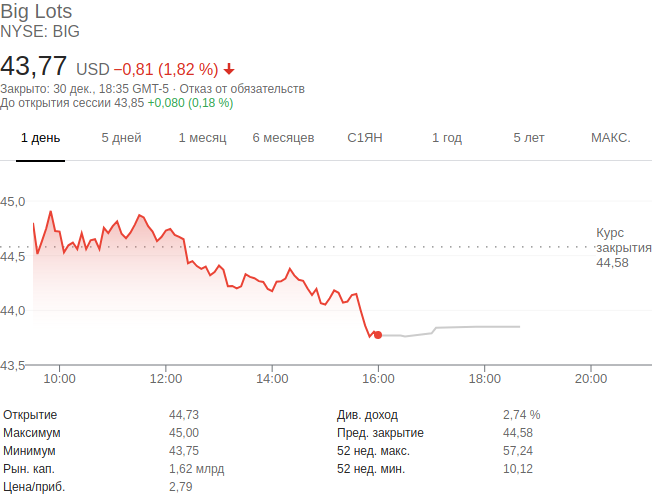 Big Lots
NYSE: BIG
43,77 USD −0,81 (1,82 %)
Закрыто: 30 дек., 18:35 GMT-5 · Отказ от обязательств
До открытия сессии 43,85 +0,080 (0,18 %)
1 день 5 дней 1 месяц 6 месяцев С1ЯН 1 год 5 лет МАКС.
45,0
Курс
закрытия
44,58
44,5
44,0
43,5
10:00 12:00 14:00 16:00 18:00 20:00
Открытие 44,73 Див. доход 2,74 %
Максимум 45,00 Пред. закрытие 44,58
Минимум 43,75 52 нед. макс. 57,24
Рын. кап. 1,62 млрд 52 нед. мин. 10,12
Цена/приб. 2,79